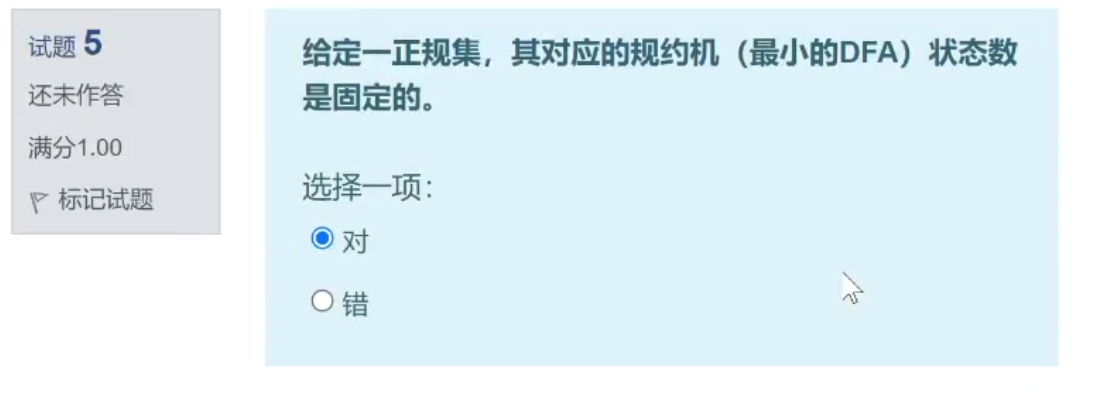 试题 5
还未作答
满分1.00
标记试题
给定一正规集，其对应的规约机（最小的DFA）状态数
是固定的。
选择一项：
对
错